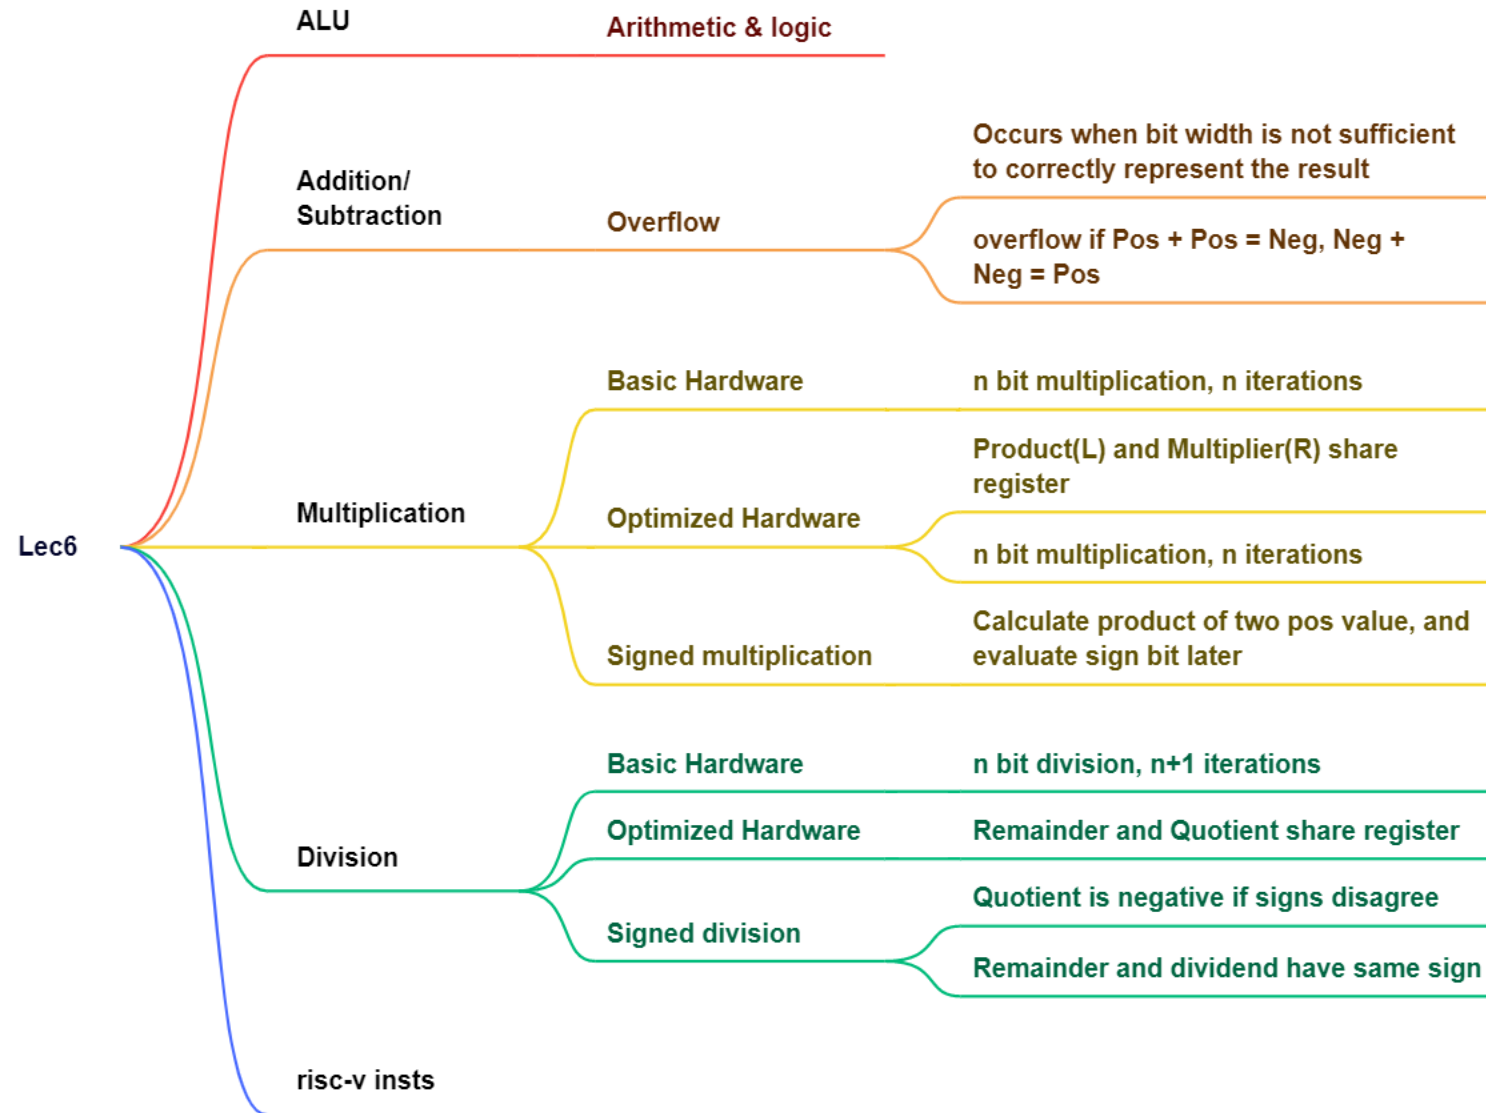 Lec6
ALU
Arithmetic & logic
Addition/
Subtraction
Overflow
Occurs when bit width is not sufficient
to correctly represent the result
overflow if Pos + Pos = Neg, Neg +
Neg = Pos
Multiplication
Basic Hardware
n bit multiplication, n iterations
Optimized Hardware
Product(L) and Multiplier(R) share
register
n bit multiplication, n iterations
Signed multiplication
Calculate product of two pos value, and
evaluate sign bit later
Division
Basic Hardware
n bit division, n+1 iterations
Optimized Hardware
Remainder and Quotient share register
Signed division
Quotient is negative if signs disagree
Remainder and dividend have same sign
risc-v insts